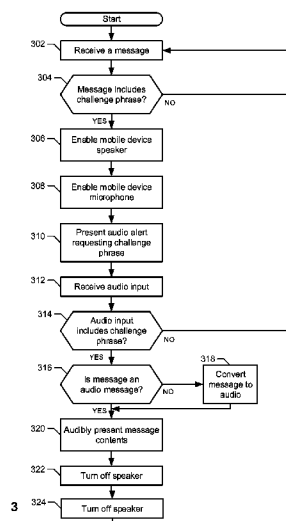 Start
302
Receive a message
304
Message includes
challenge phrase?
NO
YES
306
Enable mobile device
speaker
308
Enable mobile device
microphone
310
Present audio alert
requesting challenge
phrase
312
Receive audio input
314
Audio input
includes challenge
phrase?
NO
YES
316
Is message an
audio message?
NO
318
Convert
message to
audio
YES
320
Audibly present message
contents
322
Turn off speaker
3
324
Turn off speaker